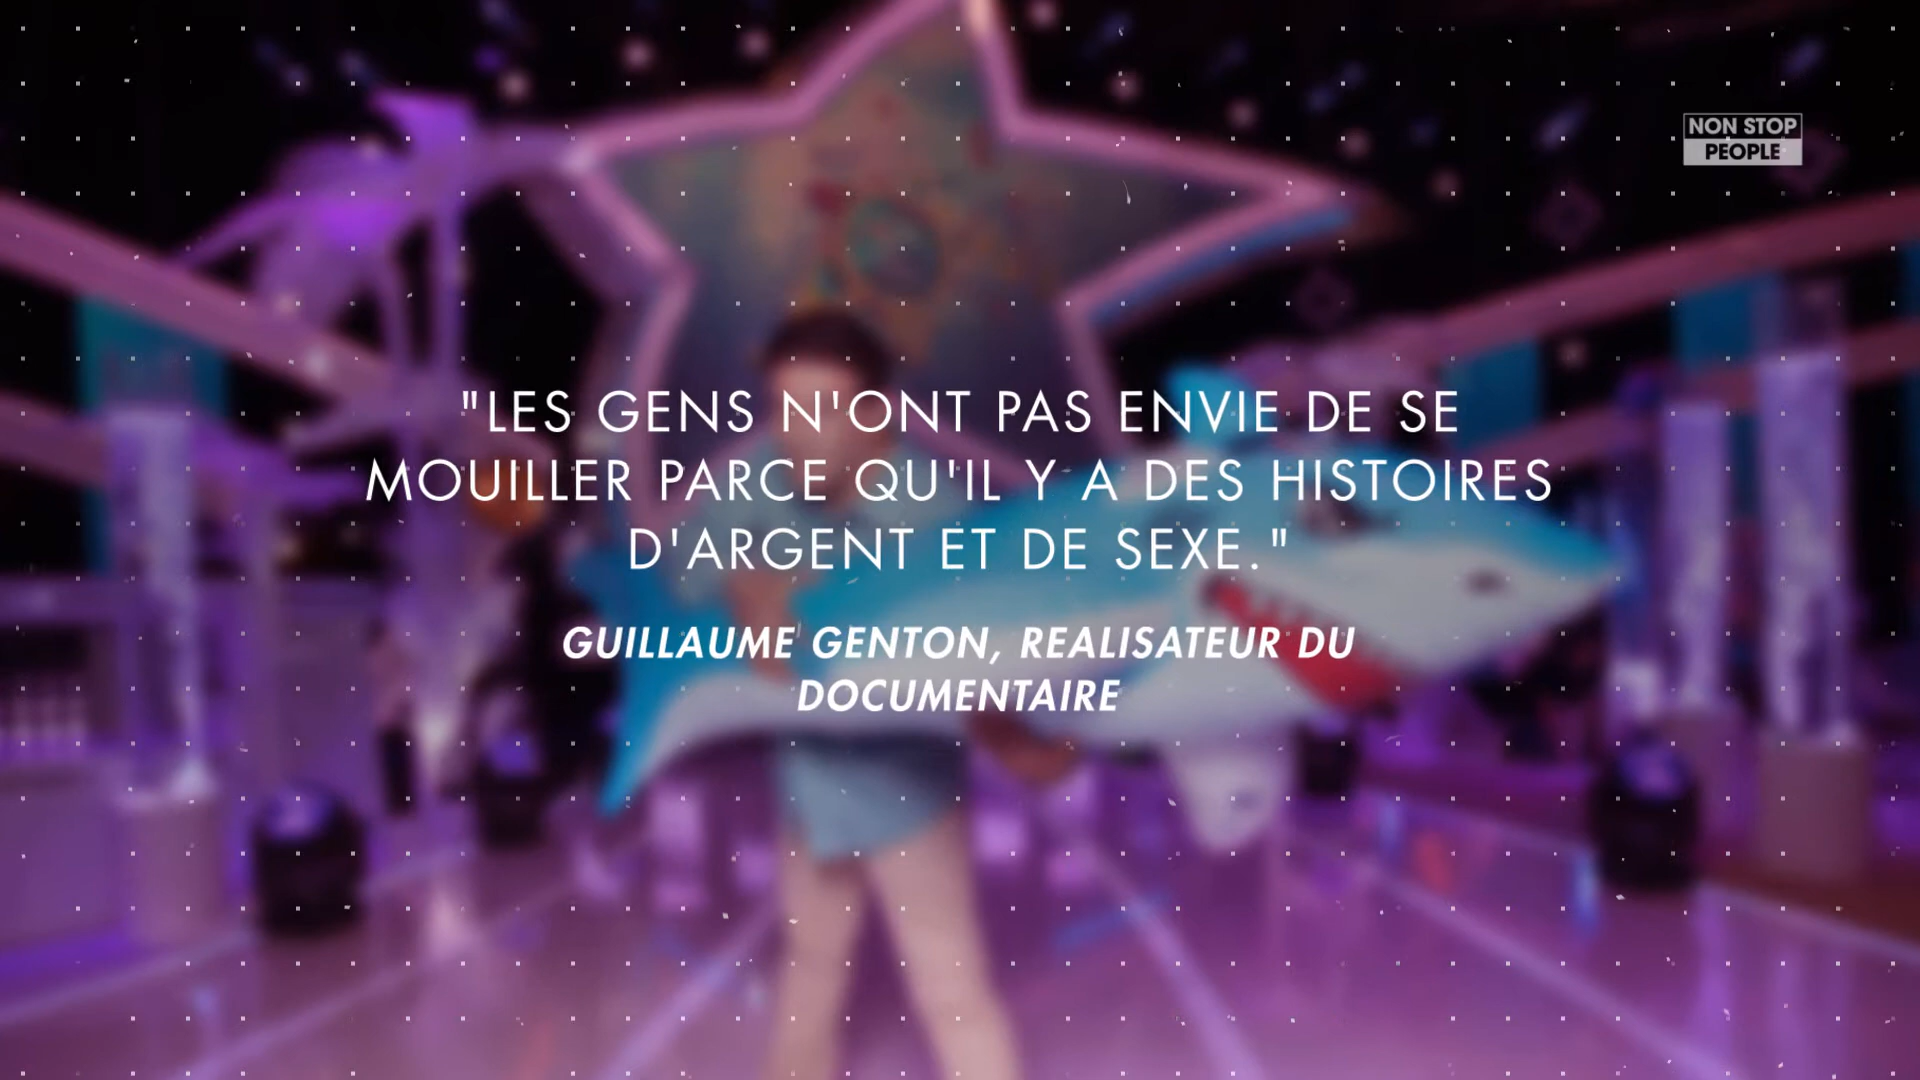 NON STOP
PEOPLE
"LES GENS N'ONT PAS ENVIE DE SE
MOUILLER PARCE QU'IL Y A DES HISTOIRES
D'ARGENT ET DE SEXE."
GUILLAUME GENTON, REALISATEUR DU
DOCUMENTAIRE